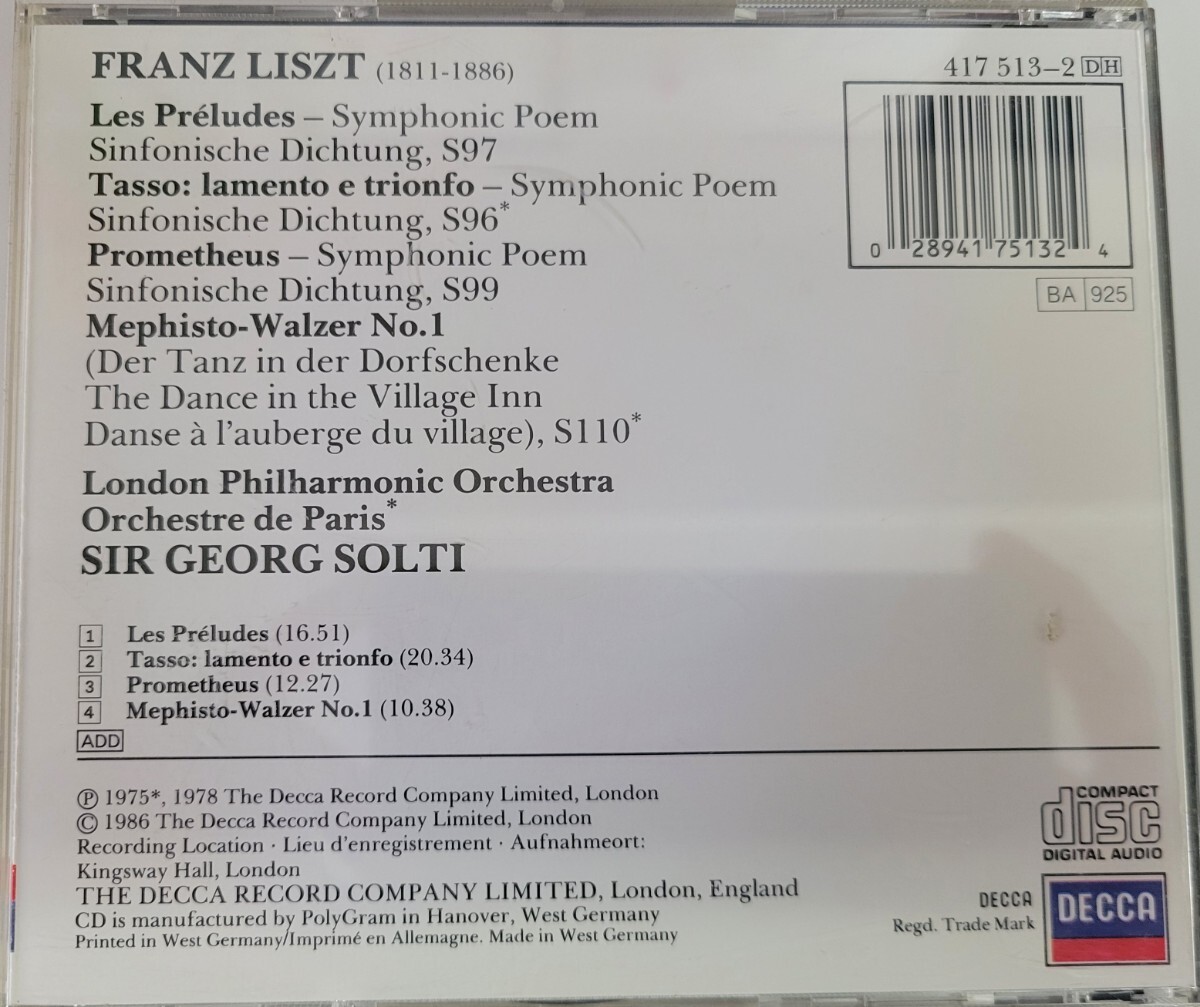 FRANZ LISZT (1811-1886)
417 513-2 DH
Les Préludes – Symphonic Poem
Sinfonische Dichtung, S97
Tasso: lamento e trionfo – Symphonic Poem
Sinfonische Dichtung, S96*
Prometheus – Symphonic Poem
Sinfonische Dichtung, S99
Mephisto-Walzer No.1
(Der Tanz in der Dorfschenke
The Dance in the Village Inn
Danse à l'auberge du village), S110*
0 28941 75132 4
BA 925
London Philharmonic Orchestra
Orchestre de Paris*
SIR GEORG SOLTI
1 Les Préludes (16.51)
2 Tasso: lamento e trionfo (20.34)
3 Prometheus (12.27)
4 Mephisto-Walzer No.1 (10.38)
ADD
℗ 1975*, 1978 The Decca Record Company Limited, London
© 1986 The Decca Record Company Limited, London
Recording Location · Lieu d'enregistrement · Aufnahmeort:
Kingsway Hall, London
THE DECCA RECORD COMPANY LIMITED, London, England
CD is manufactured by PolyGram in Hanover, West Germany
Printed in West Germany/Imprimé en Allemagne. Made in West Germany
COMPACT
disc
DIGITAL AUDIO
DECCA
Regd. Trade Mark
DECCA